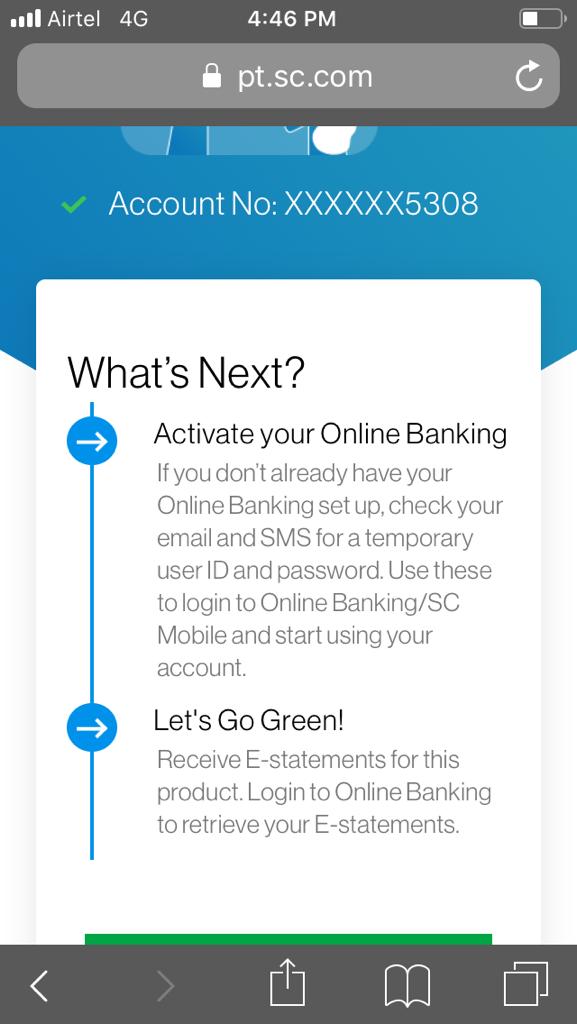 Airtel 4G 4:46 PM
pt.sc.com
Account No: XXXXXX5308
What's Next?
Activate your Online Banking
If you don't already have your
Online Banking set up, check your
email and SMS for a temporary
user ID and password. Use these
to login to Online Banking/SC
Mobile and start using your
account.
Let's Go Green!
Receive E-statements for this
product. Login to Online Banking
to retrieve your E-statements.